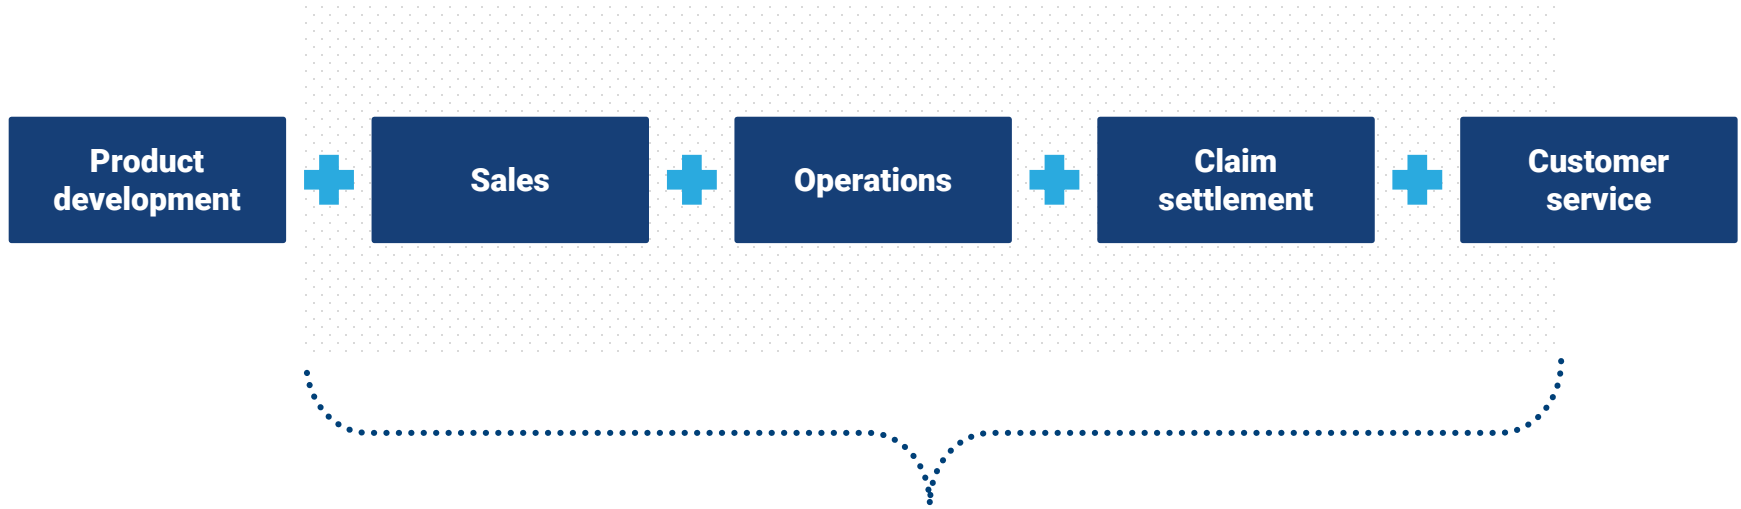 Product
development
Sales
Operations
Claim
settlement
Customer
service